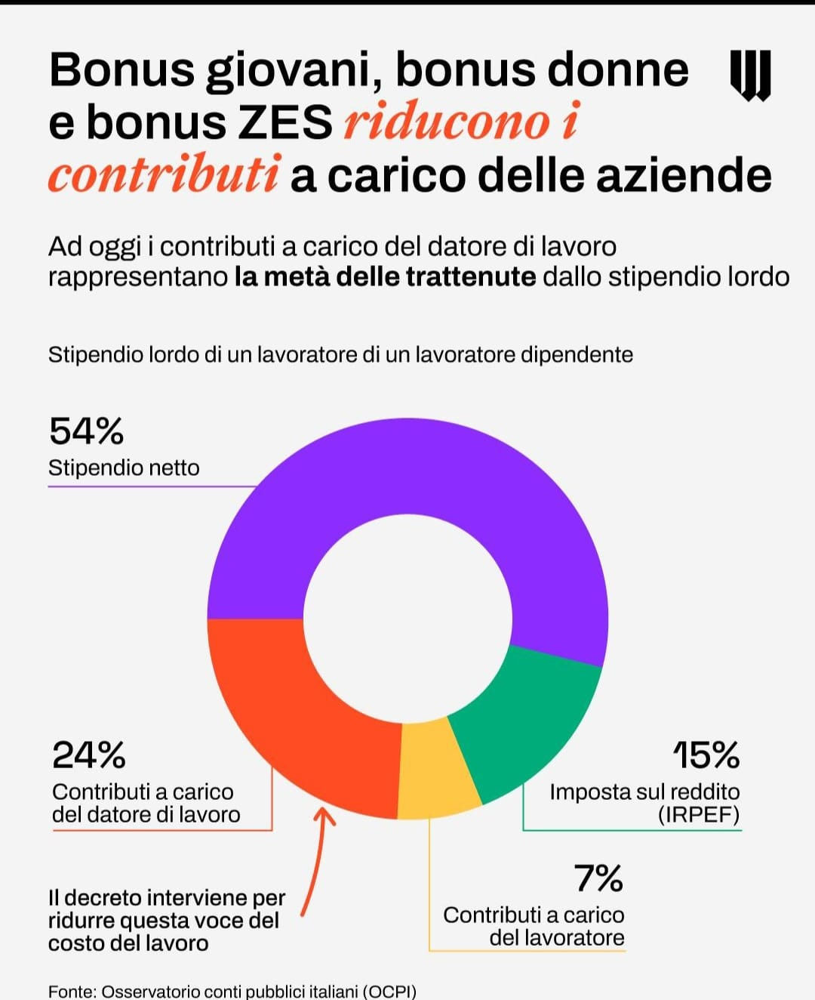 Bonus giovani, bonus donne
e bonus ZES riducono i
contributi a carico delle aziende
Ad oggi i contributi a carico del datore di lavoro
rappresentano la metà delle trattenute dallo stipendio lordo
Stipendio lordo di un lavoratore di un lavoratore dipendente
54%
Stipendio netto
24%
Contributi a carico
del datore di lavoro
15%
Imposta sul reddito
(IRPEF)
7%
Contributi a carico
del lavoratore
Il decreto interviene per
ridurre questa voce del
costo del lavoro
Fonte: Osservatorio conti pubblici italiani (OCPI)